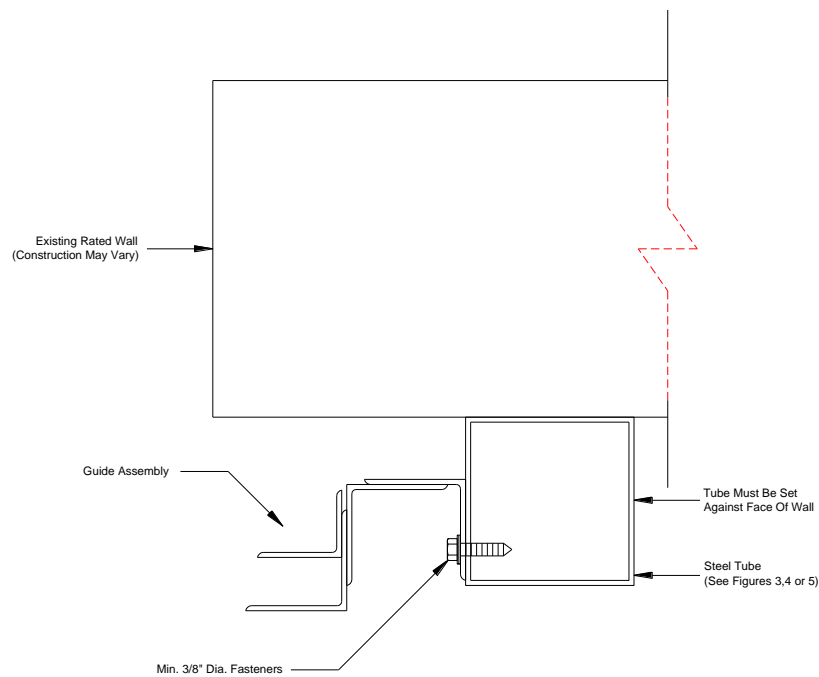 Existing Rated Wall
(Construction May Vary)
Guide Assembly
Tube Must Be Set
Against Face Of Wall
Steel Tube
(See Figures 3,4 or 5)
Min. 3/8" Dia. Fasteners